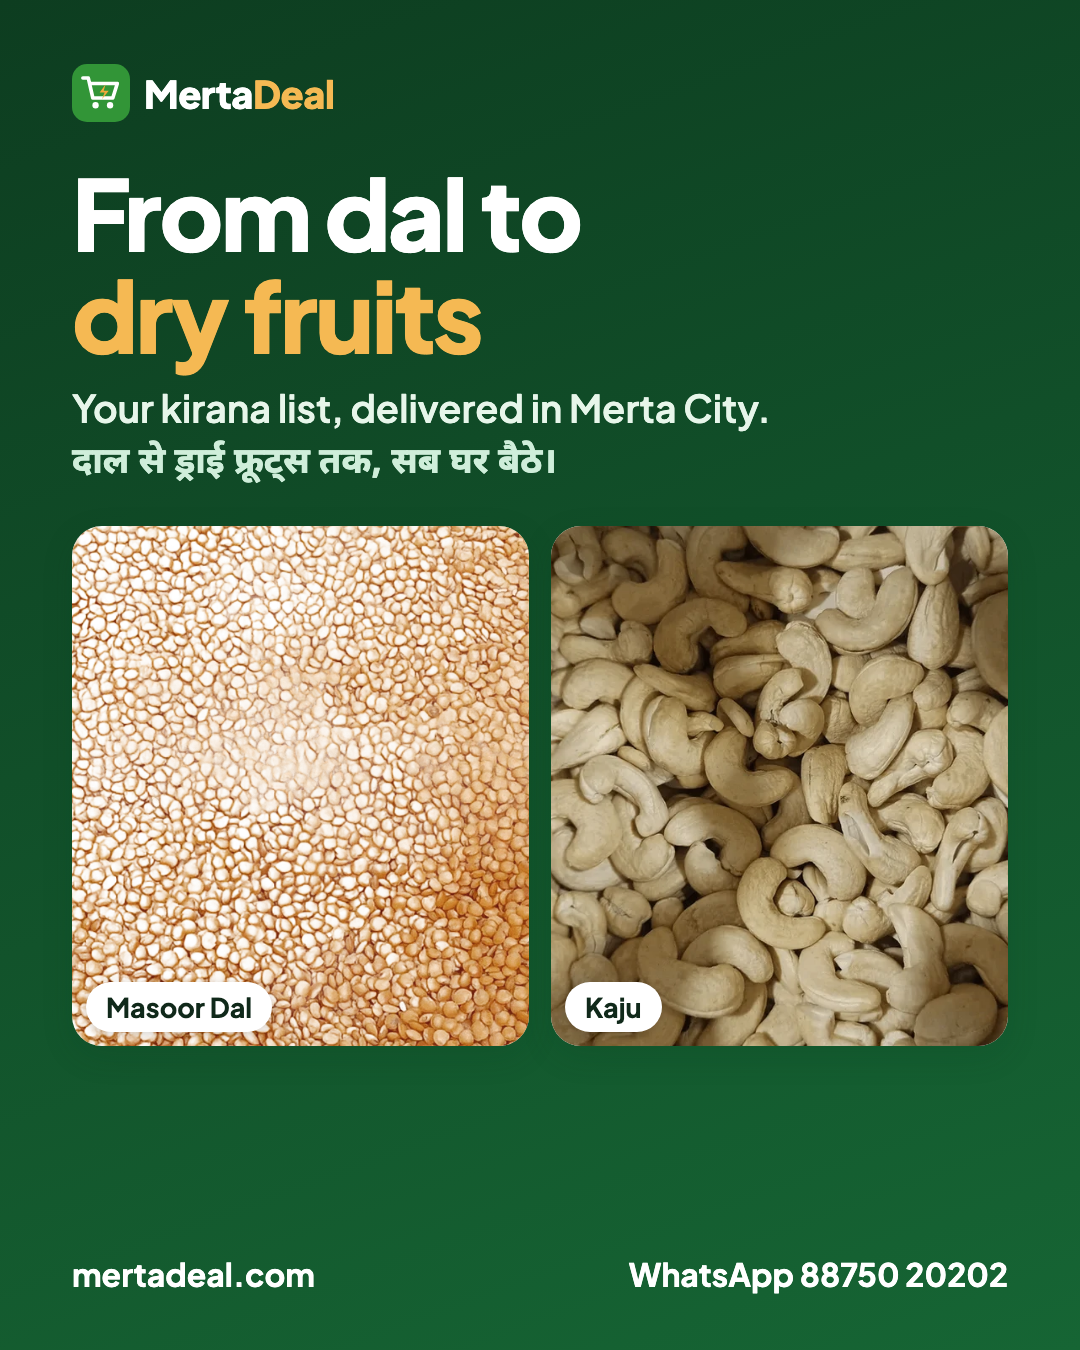 MertaDeal
From dal to
dry fruits
Your kirana list, delivered in Merta City.
दाल से ड्राई फ्रूट्स तक, सब घर बैठे।
Masoor Dal
Kaju
mertadeal.com
WhatsApp 88750 20202